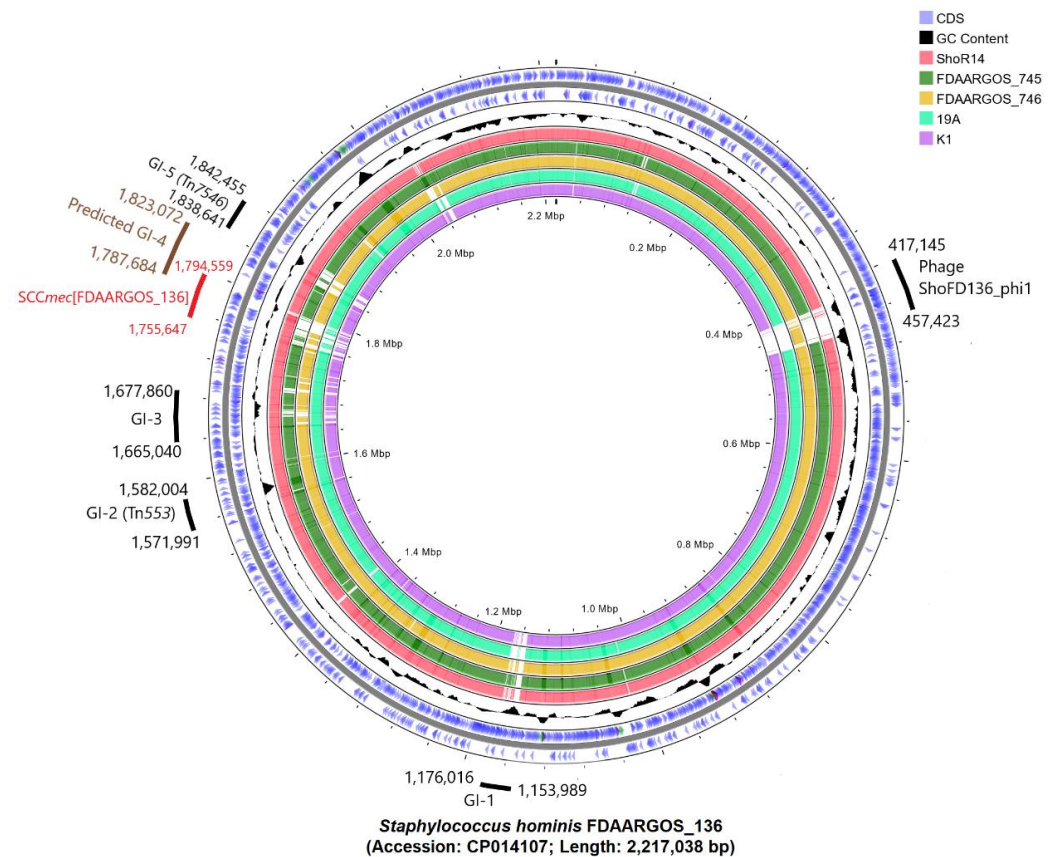 CDS
GC Content
ShoR14
FDAARGOS_745
FDAARGOS_746
19A
K1
1,842,455
GI-5 (Tn7546)
1,838,641
1,823,072
Predicted GI-4
1,787,684
1,794,559
SCCmec[FDAARGOS_136]
1,755,647
1,677,860
GI-3
1,665,040
1,582,004
GI-2 (Tn553)
1,571,991
417,145
Phage
ShoFD136_phi1
457,423
2.2 Mbp
0.2 Mbp
0.4 Mbp
0.6 Mbp
0.8 Mbp
1.0 Mbp
1.2 Mbp
1.4 Mbp
1.6 Mbp
1.8 Mbp
2.0 Mbp
1,176,016
1,153,989
GI-1
Staphylococcus hominis FDAARGOS_136
(Accession: CP014107; Length: 2,217,038 bp)